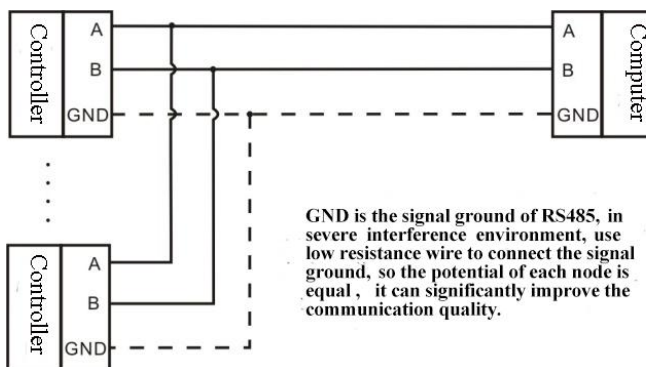 Controller
A
B
GND
A
B
GND
Computer
Controller
A
B
GND
GND is the signal ground of RS485, in
severe interference environment, use
low resistance wire to connect the signal
ground, so the potential of each node is
equal , it can significantly improve the
communication quality.